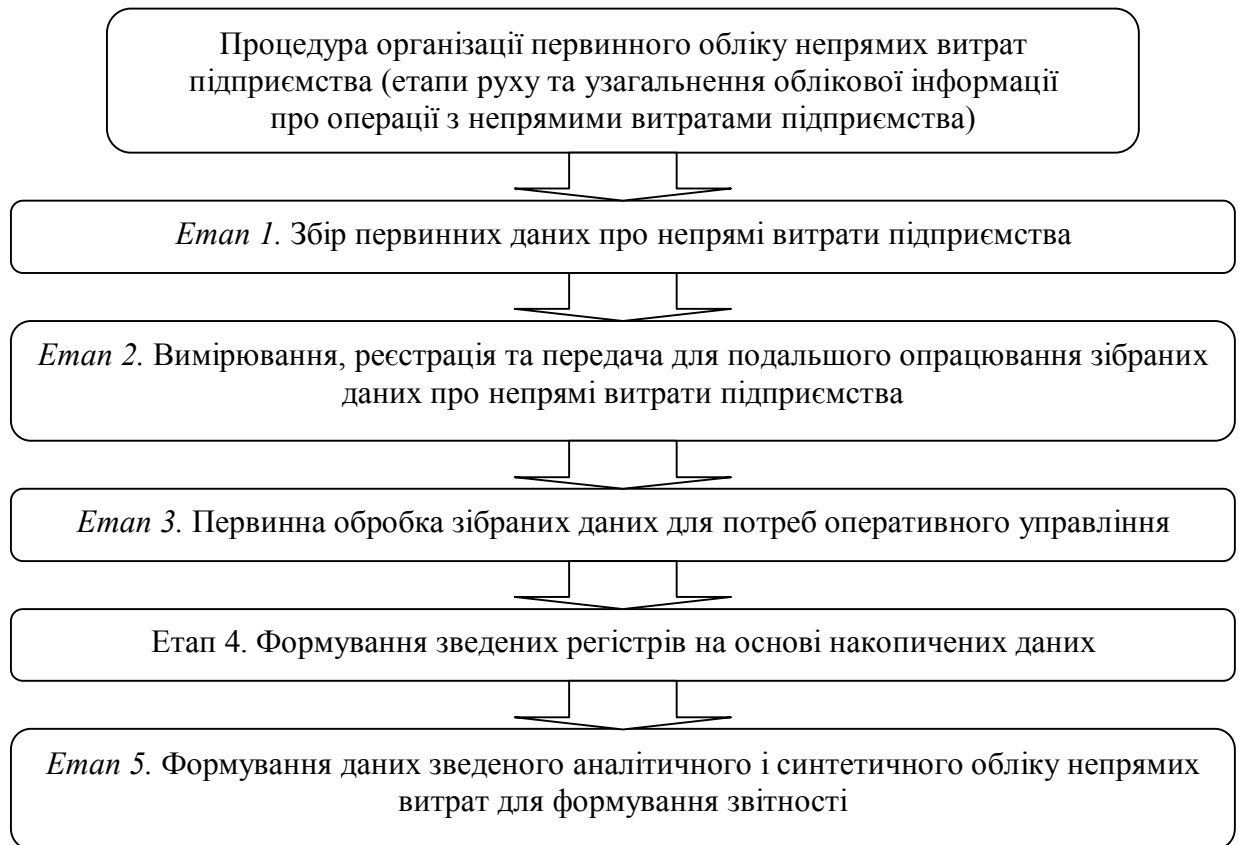 Процедура організації первинного обліку непрямих витрат
підприємства (етапи руху та узагальнення облікової інформації
про операції з непрямими витратами підприємства)
Етап 1. Збір первинних даних про непрямі витрати підприємства
Етап 2. Вимірювання, реєстрація та передача для подальшого опрацювання зібраних
даних про непрямі витрати підприємства
Етап 3. Первинна обробка зібраних даних для потреб оперативного управління
Етап 4. Формування зведених регістрів на основі накопичених даних
Етап 5. Формування даних зведеного аналітичного і синтетичного обліку непрямих
витрат для формування звітності